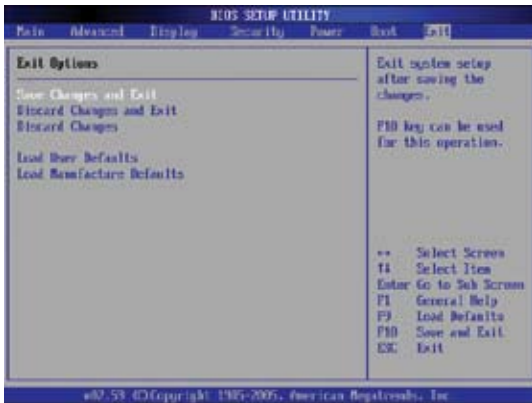 BIOS SETUP UTILITY
Main Advanced Display Security Power Boot Exit
Exit Options
Save Changes and Exit
Discard Changes and Exit
Discard Changes
Load User Defaults
Load Manufacture Defaults
Exit system setup
after saving the
changes.
F10 key can be used
for this operation.
↔ Select Screen
↑↓ Select Item
Enter Go to Sub Screen
F1 General Help
F9 Load Defaults
F10 Save and Exit
ESC Exit
v02.59 (C)Copyright 1985-2005, American Megatrends, Inc